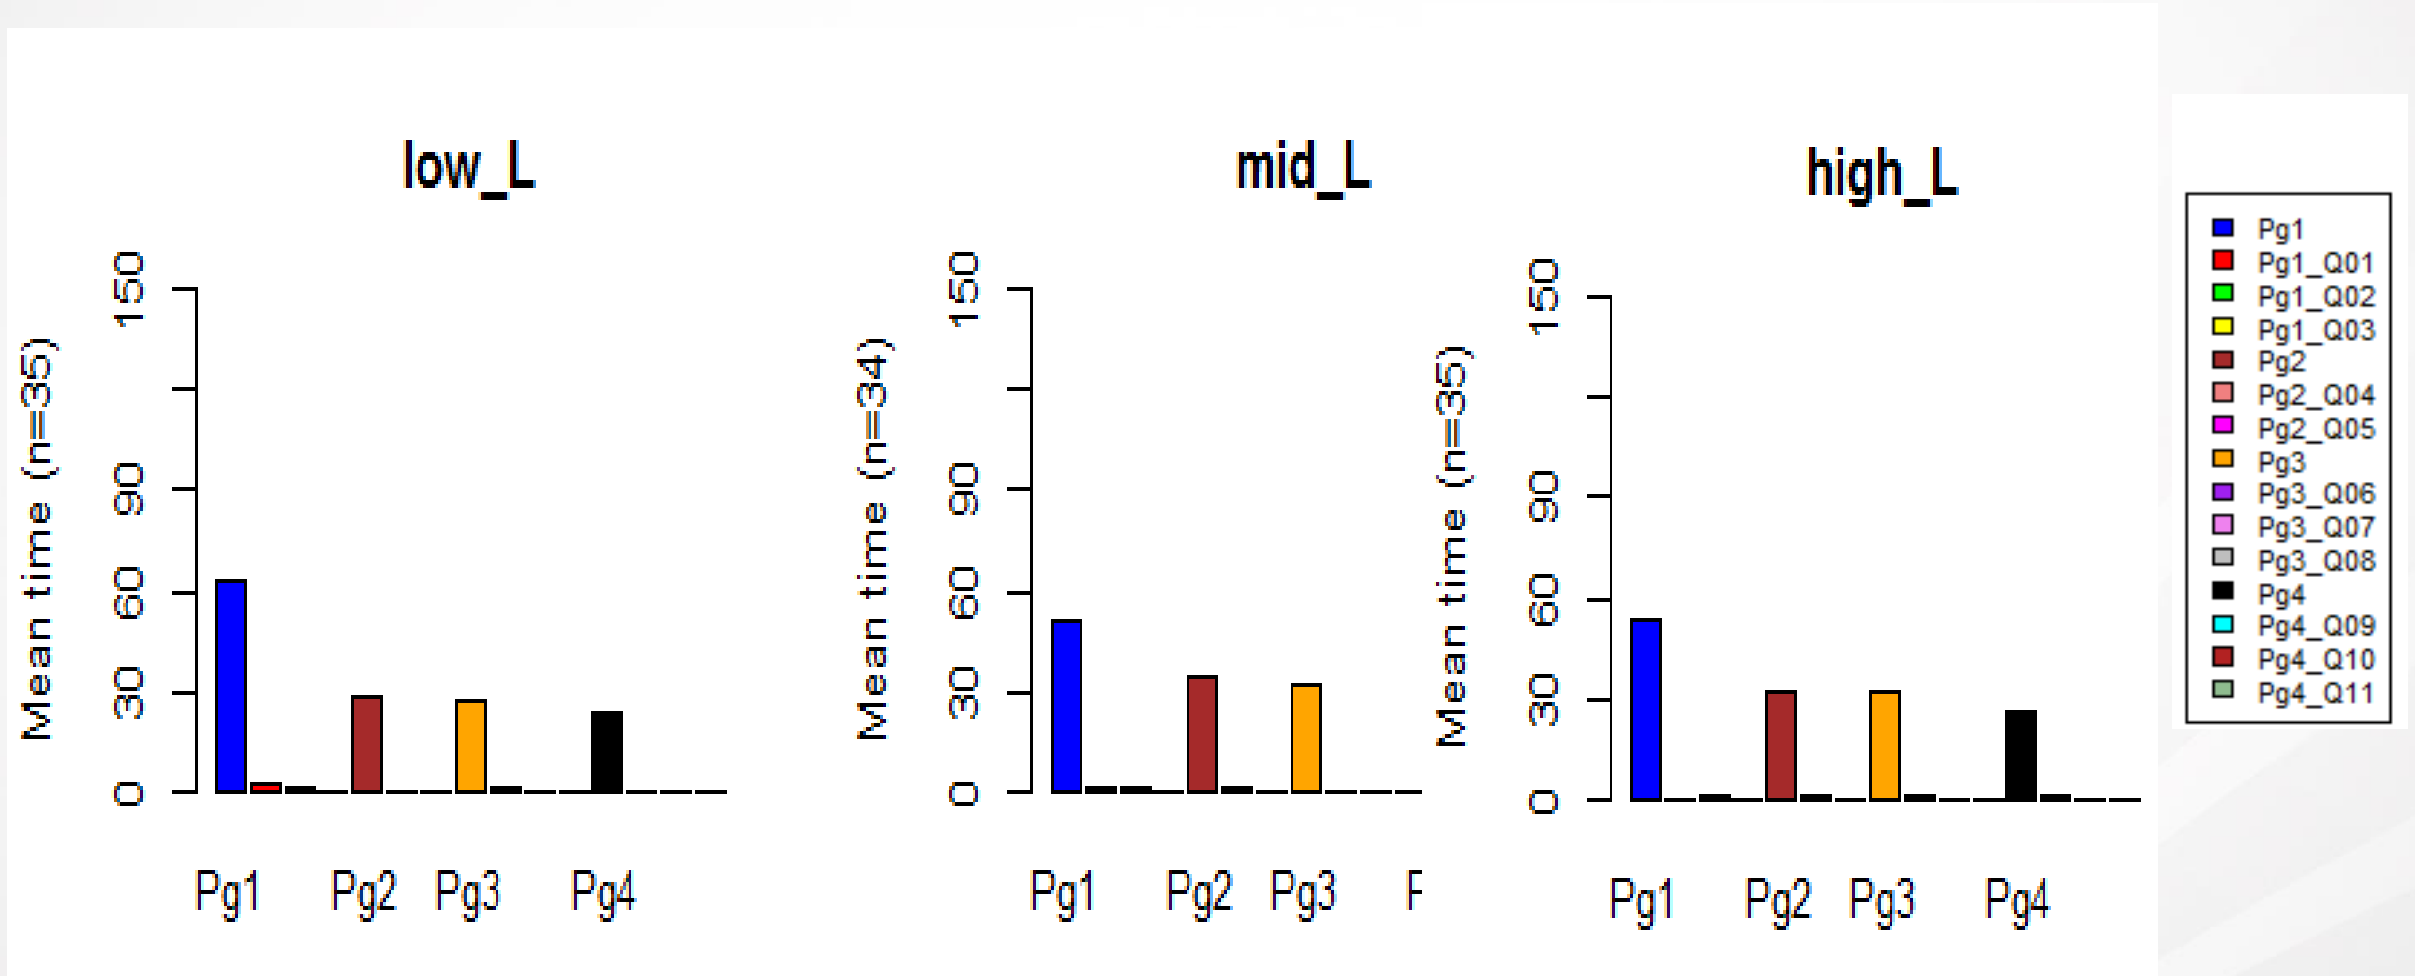 low_L
Mean time (n=35)
150
90
60
30
0
Pg1 Pg2 Pg3 Pg4
mid_L
Mean time (n=34)
150
90
60
30
0
Pg1 Pg2 Pg3
high_L
Mean time (n=35)
150
90
60
30
0
Pg1 Pg2 Pg3 Pg4
Pg1
Pg1_Q01
Pg1_Q02
Pg1_Q03
Pg2
Pg2_Q04
Pg2_Q05
Pg3
Pg3_Q06
Pg3_Q07
Pg3_Q08
Pg4
Pg4_Q09
Pg4_Q10
Pg4_Q11